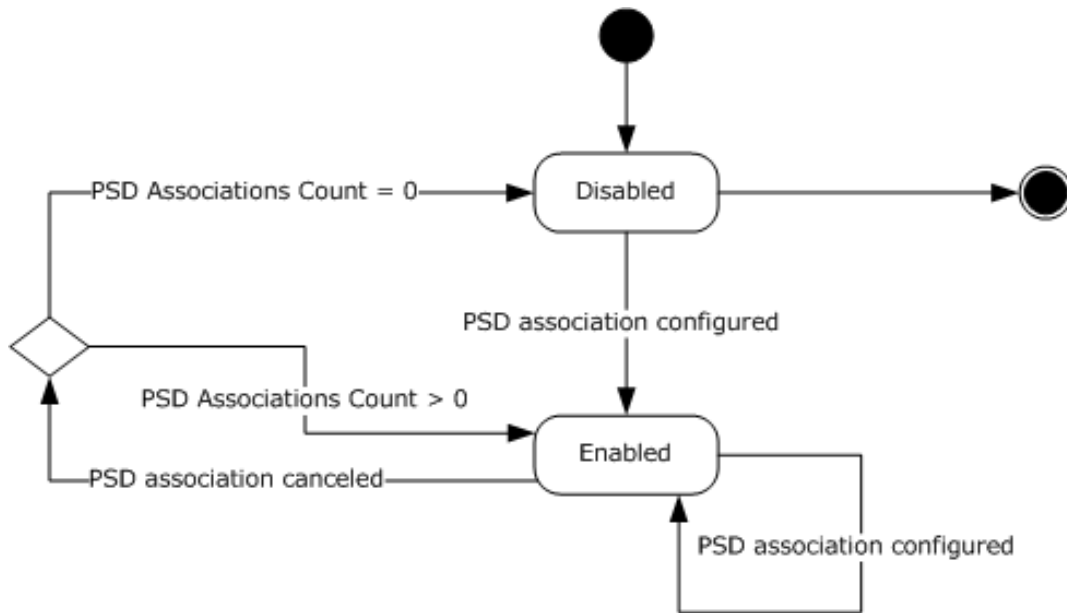 PSD Associations Count = 0
Disabled
PSD association configured
PSD Associations Count > 0
Enabled
PSD association canceled
PSD association configured